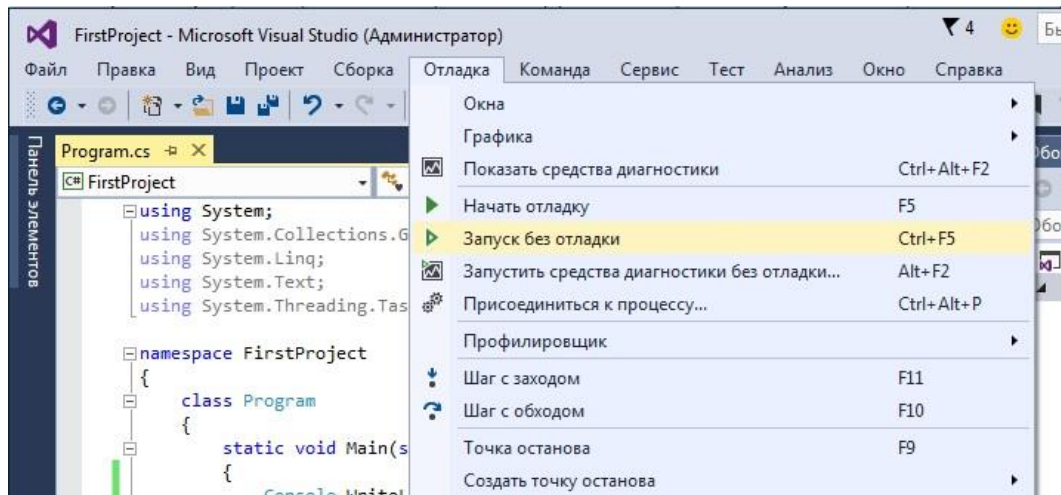 FirstProject - Microsoft Visual Studio (Администратор) 4
Файл Правка Вид Проект Сборка Отладка Команда Сервис Тест Анализ Окно Справка
Панель элементов
Program.cs
C# FirstProject
using System;
using System.Collections.G
using System.Linq;
using System.Text;
using System.Threading.Tas
namespace FirstProject
{
class Program
{
static void Main(s
{
Окна
Графика
Показать средства диагностики Ctrl+Alt+F2
Начать отладку F5
Запуск без отладки Ctrl+F5
Запустить средства диагностики без отладки... Alt+F2
Присоединиться к процессу... Ctrl+Alt+P
Профилировщик
Шаг с заходом F11
Шаг с обходом F10
Точка останова F9
Создать точку останова